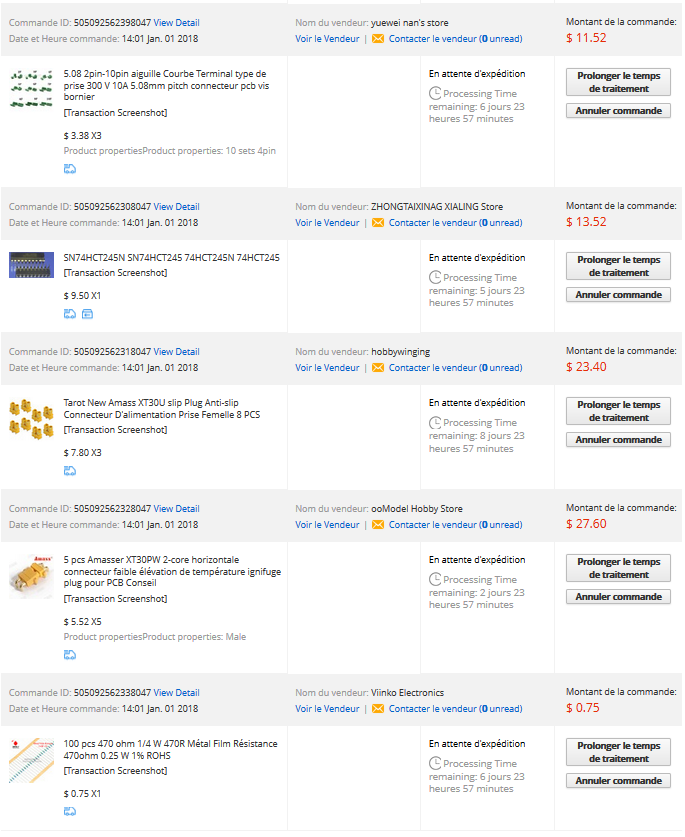 Commande ID: 505092562398047 View Detail
Nom du vendeur: yuewei nan's store
Montant de la commande:
Date et Heure commande: 14:01 Jan. 01 2018
Voir le Vendeur | Contacter le vendeur (0 unread)
$ 11.52
5.08 2pin-10pin aiguille Courbe Terminal type de
prise 300 V 10A 5.08mm pitch connecteur pcb vis
bornier
[Transaction Screenshot]
$ 3.38 X3
Product propertiesProduct properties: 10 sets 4pin
En attente d'expédition
Processing Time
remaining: 6 jours 23
heures 57 minutes
Prolonger le temps
de traitement
Annuler commande
Commande ID: 505092562308047 View Detail
Nom du vendeur: ZHONGTAIXINAG XIALING Store
Montant de la commande:
Date et Heure commande: 14:01 Jan. 01 2018
Voir le Vendeur | Contacter le vendeur (0 unread)
$ 13.52
SN74HCT245N SN74HCT245 74HCT245N 74HCT245
[Transaction Screenshot]
$ 9.50 X1
En attente d'expédition
Processing Time
remaining: 5 jours 23
heures 57 minutes
Prolonger le temps
de traitement
Annuler commande
Commande ID: 505092562318047 View Detail
Nom du vendeur: hobbywinging
Montant de la commande:
Date et Heure commande: 14:01 Jan. 01 2018
Voir le Vendeur | Contacter le vendeur (0 unread)
$ 23.40
Tarot New Amass XT30U slip Plug Anti-slip
Connecteur D'alimentation Prise Femelle 8 PCS
[Transaction Screenshot]
$ 7.80 X3
En attente d'expédition
Processing Time
remaining: 8 jours 23
heures 57 minutes
Prolonger le temps
de traitement
Annuler commande
Commande ID: 505092562328047 View Detail
Nom du vendeur: ooModel Hobby Store
Montant de la commande:
Date et Heure commande: 14:01 Jan. 01 2018
Voir le Vendeur | Contacter le vendeur (0 unread)
$ 27.60
Amass
5 pcs Amasser XT30PW 2-core horizontale
connecteur faible élévation de température ignifuge
plug pour PCB Conseil
[Transaction Screenshot]
$ 5.52 X5
Product propertiesProduct properties: Male
En attente d'expédition
Processing Time
remaining: 2 jours 23
heures 57 minutes
Prolonger le temps
de traitement
Annuler commande
Commande ID: 505092562338047 View Detail
Nom du vendeur: Viinko Electronics
Montant de la commande:
Date et Heure commande: 14:01 Jan. 01 2018
Voir le Vendeur | Contacter le vendeur (0 unread)
$ 0.75
100 pcs 470 ohm 1/4 W 470R Métal Film Résistance
470ohm 0.25 W 1% ROHS
[Transaction Screenshot]
$ 0.75 X1
En attente d'expédition
Processing Time
remaining: 6 jours 23
heures 57 minutes
Prolonger le temps
de traitement
Annuler commande